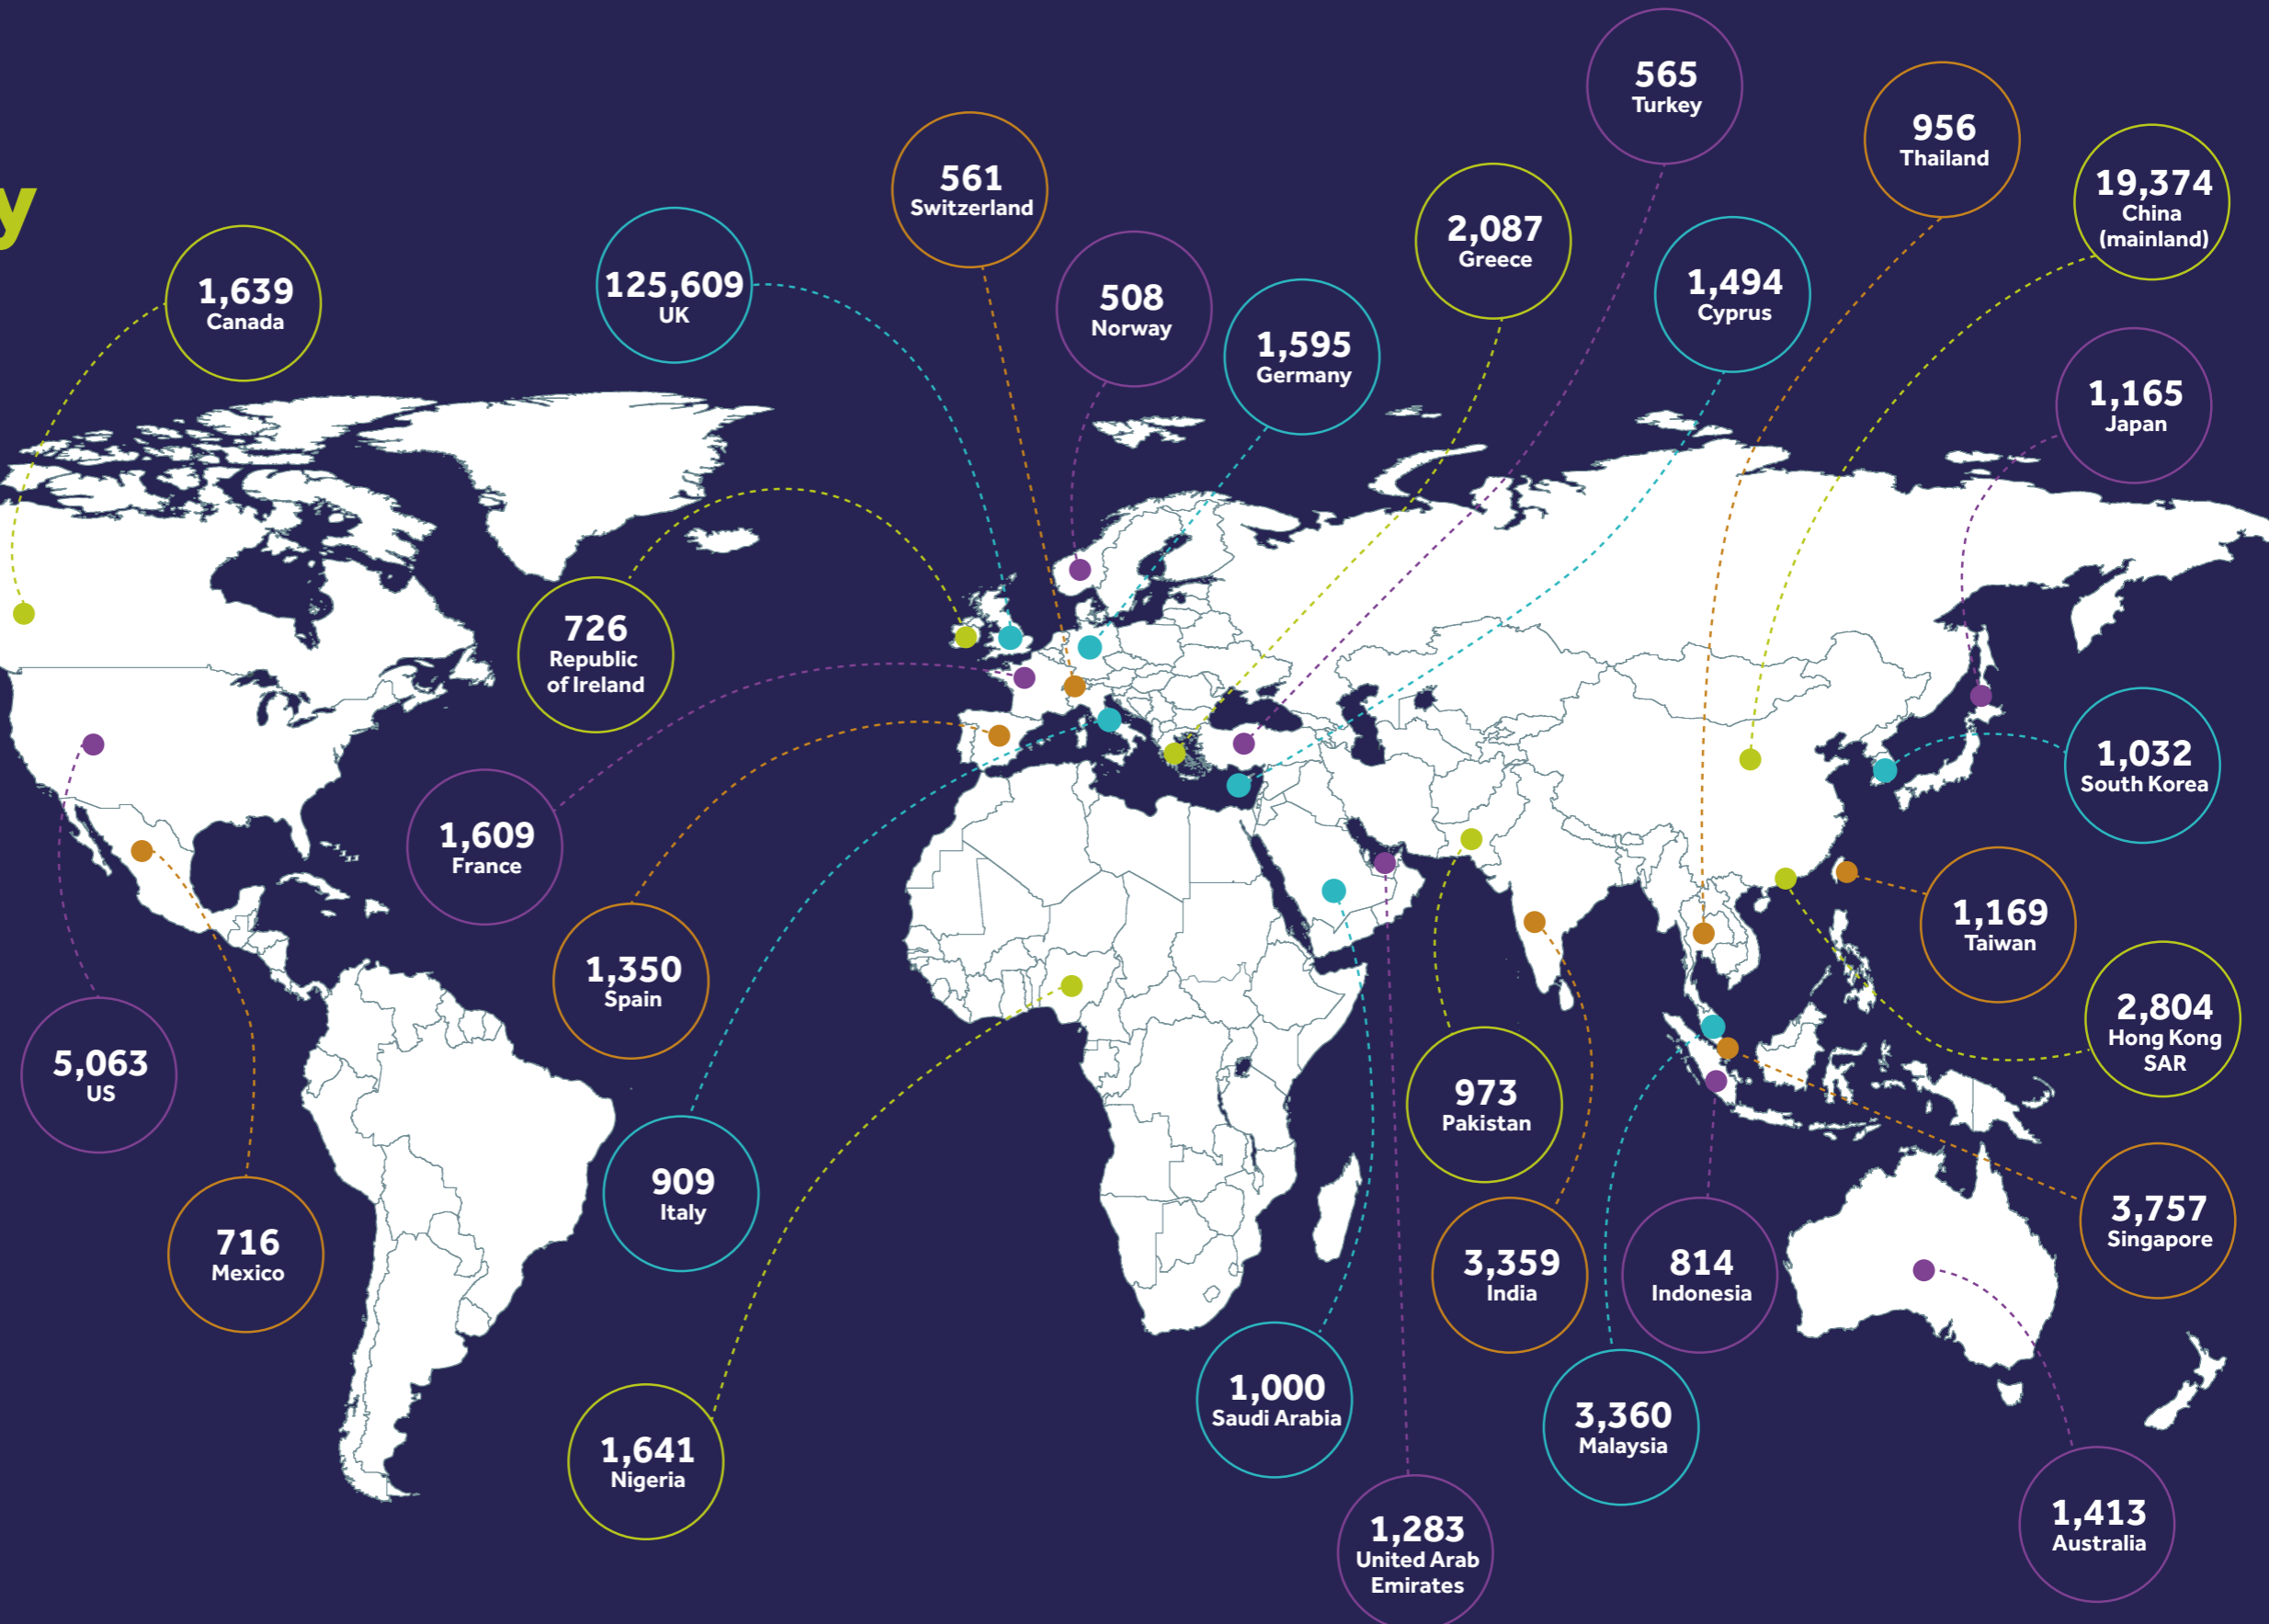 y
565
Turkey
956
Thailand
561
Switzerland
19,374
China
(mainland)
2,087
Greece
1,639
Canada
125,609
UK
508
Norway
1,494
Cyprus
1,595
Germany
1,165
Japan
726
Republic
of Ireland
1,032
South Korea
1,609
France
1,169
Taiwan
1,350
Spain
2,804
Hong Kong
SAR
5,063
US
973
Pakistan
909
Italy
3,757
Singapore
716
Mexico
3,359
India
814
Indonesia
1,000
Saudi Arabia
3,360
Malaysia
1,641
Nigeria
1,413
Australia
1,283
United Arab
Emirates